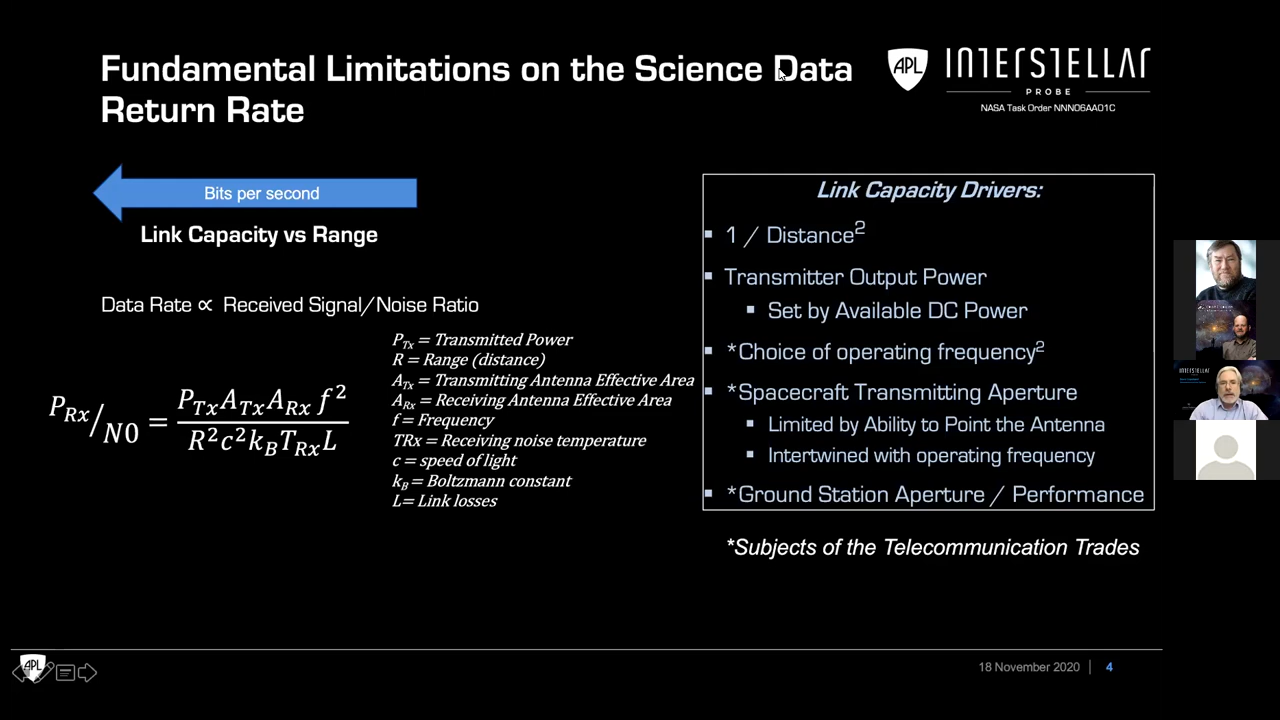 Fundamental Limitations on the Science Data
Return Rate
APL INTERSTELLAR
PROBE
NASA Task Order NNN06AA01C
Bits per second
Link Capacity vs Range
Data Rate ∝ Received Signal/Noise Ratio
P_Rx/N0 = P_Tx A_Tx A_Rx f² / R²c²k_B T_Rx L
P_Tx = Transmitted Power
R = Range (distance)
A_Tx = Transmitting Antenna Effective Area
A_Rx = Receiving Antenna Effective Area
f = Frequency
TRx = Receiving noise temperature
c = speed of light
k_B = Boltzmann constant
L= Link losses
Link Capacity Drivers:
▪ 1 / Distance²
▪ Transmitter Output Power
▪ Set by Available DC Power
▪ *Choice of operating frequency²
▪ *Spacecraft Transmitting Aperture
▪ Limited by Ability to Point the Antenna
▪ Intertwined with operating frequency
▪ *Ground Station Aperture / Performance
*Subjects of the Telecommunication Trades
APL
18 November 2020 | 4